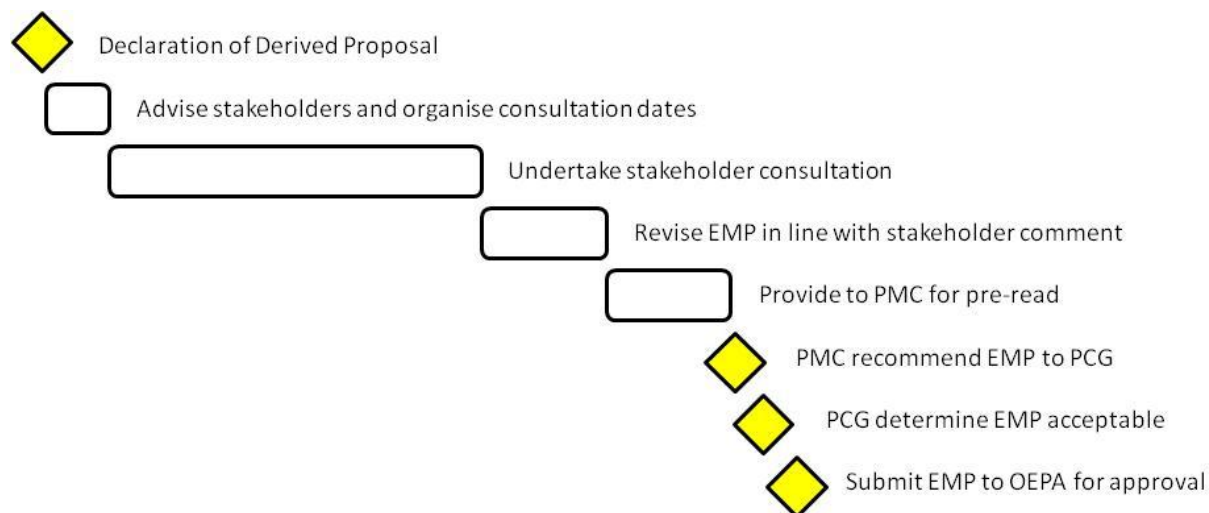 Declaration of Derived Proposal
Advise stakeholders and organise consultation dates
Undertake stakeholder consultation
Revise EMP in line with stakeholder comment
Provide to PMC for pre-read
PMC recommend EMP to PCG
PCG determine EMP acceptable
Submit EMP to OEPA for approval